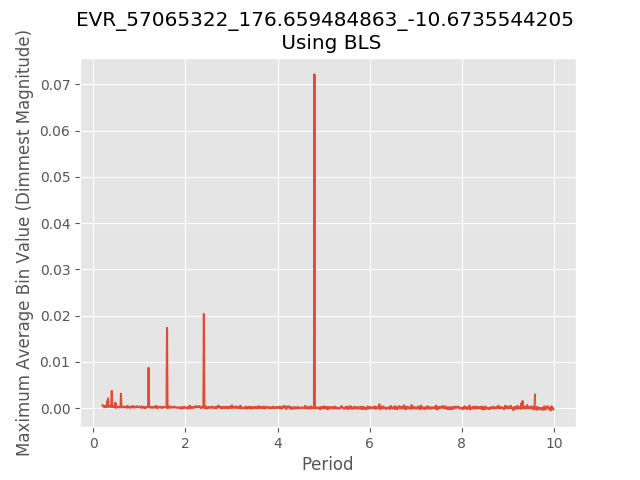 EVR_57065322_176.659484863_-10.6735544205
Using BLS
Maximum Average Bin Value (Dimmest Magnitude)
0.07
0.06
0.05
0.04
0.03
0.02
0.01
0.00
0 2 4 6 8 10
Period